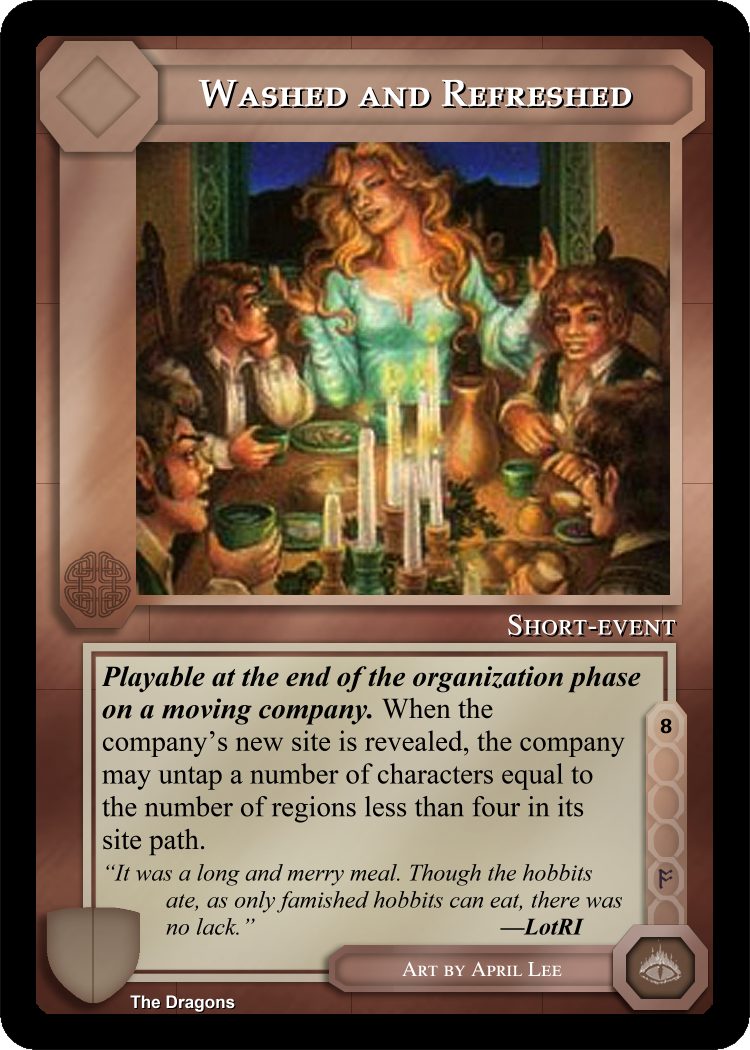 Washed and Refreshed
Short-event
Playable at the end of the organization phase
on a moving company. When the
company’s new site is revealed, the company
may untap a number of characters equal to
the number of regions less than four in its
site path.
8
“It was a long and merry meal. Though the hobbits
ate, as only famished hobbits can eat, there was
no lack.” —LotRI
Art by April Lee
The Dragons